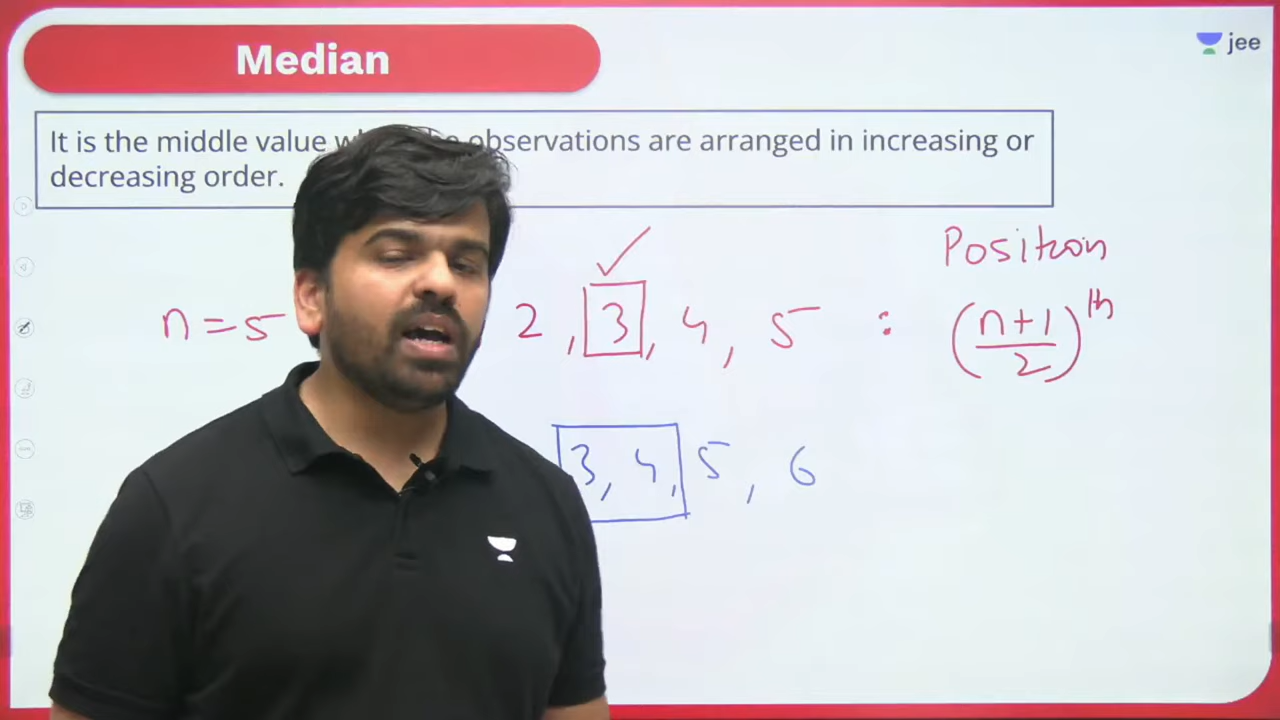 Median
jee
It is the middle value observations are arranged in increasing or
decreasing order.
Position
n = 5 2 , 3 , 4 , 5 : (n+1/2)th
3, 4, 5 , 6